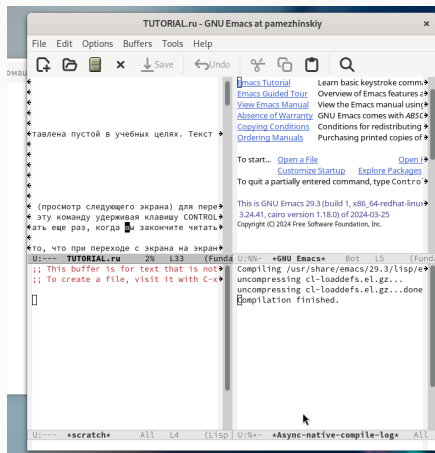 TUTORIAL.ru - GNU Emacs at pamezhinskiy
File Edit Options Buffers Tools Help
Save Undo
тавлена пустой в учебных целях. Текст
(просмотр следующего экрана) для пере
эту команду удерживая клавишу CONTROL
ать еще раз, когда вы закончите читать
то, что при переходе с экрана на экран
U:--- TUTORIAL.ru 2% L33 (Funda
Emacs Tutorial Learn basic keystroke comm
Emacs Guided Tour Overview of Emacs features a
View Emacs Manual View the Emacs manual using
Absence of Warranty GNU Emacs comes with ABSO
Copying Conditions Conditions for redistributing
Ordering Manuals Purchasing printed copies of
To start... Open a File Open H
Customize Startup Explore Packages
To quit a partially entered command, type Contro
This is GNU Emacs 29.3 (build 1, x86_64-redhat-linu
3.24.41, cairo version 1.18.0) of 2024-03-25
Copyright (C) 2024 Free Software Foundation, Inc.
U:%%- *GNU Emacs* Bot L5 (Fund
;; This buffer is for text that is not
;; To create a file, visit it with C-x
U:--- *scratch* All L4 (Lisp
Compiling /usr/share/emacs/29.3/lisp/e
uncompressing cl-loaddefs.el.gz...
uncompressing cl-loaddefs.el.gz...done
Compilation finished.
U:%*- *Async-native-compile-log* All